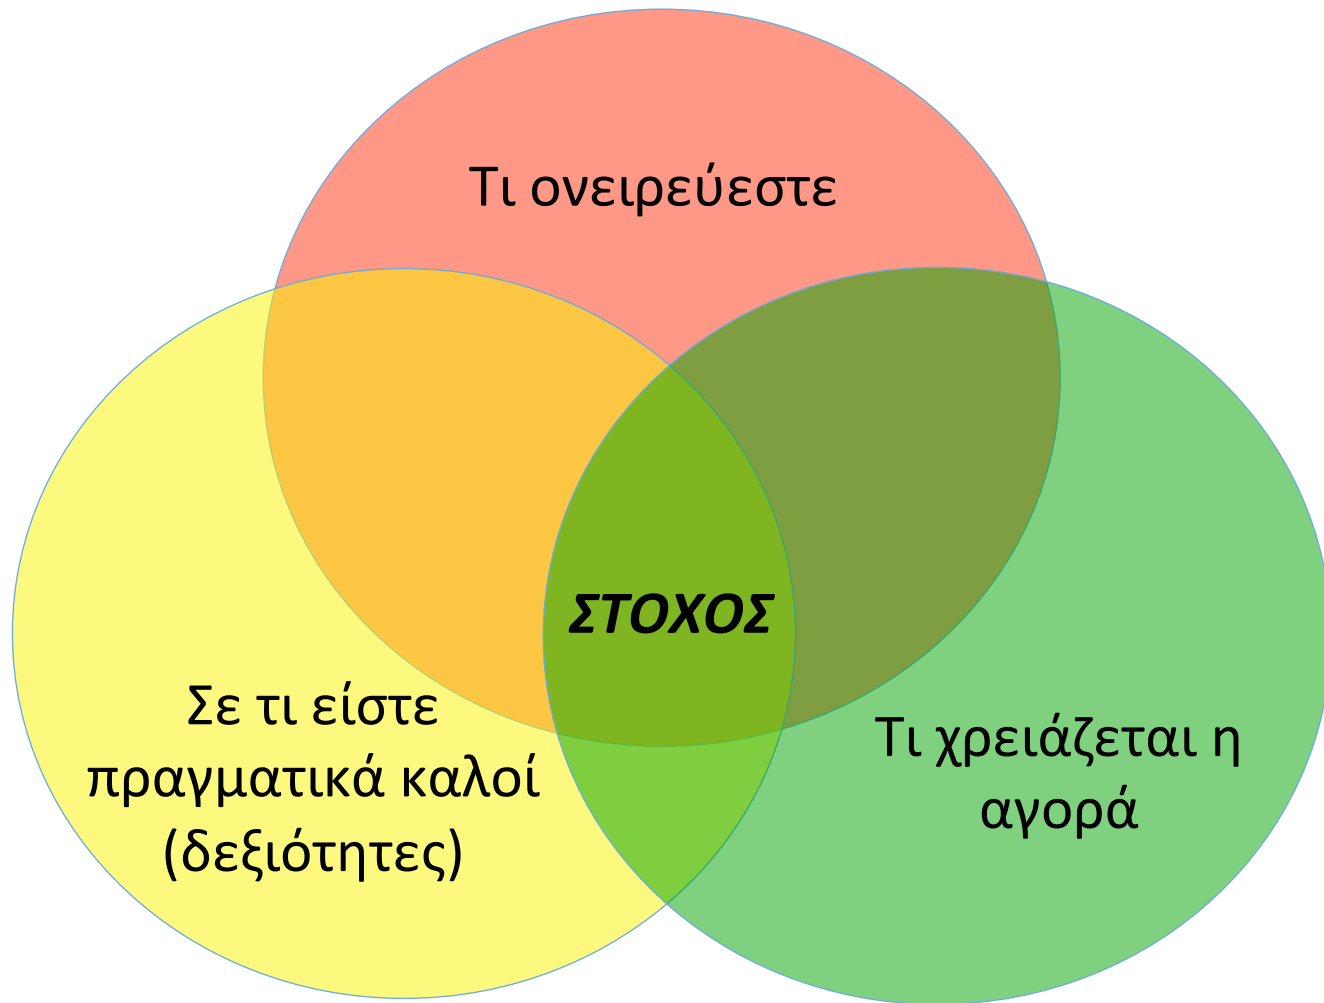 Τι ονειρεύεστε
ΣΤΟΧΟΣ
Σε τι είστε
πραγματικά καλοί
(δεξιότητες)
Τι χρειάζεται η
αγορά